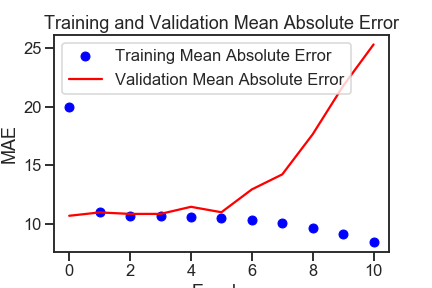 Training and Validation Mean Absolute Error
Training Mean Absolute Error
Validation Mean Absolute Error
MAE
25
20
15
10
0 2 4 6 8 10